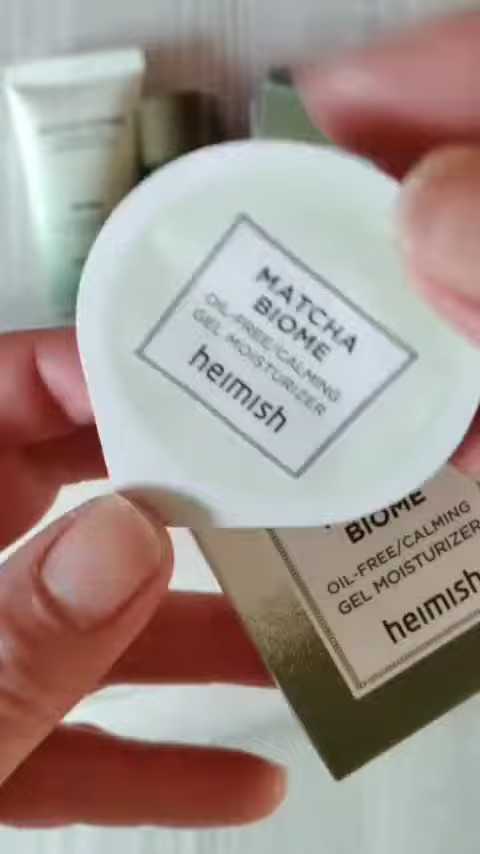 MATCHA
BIOME
OIL-FREE/CALMING
GEL MOISTURIZER
heimish
BIOME
OIL-FREE/CALMING
GEL MOISTURIZER
heimish